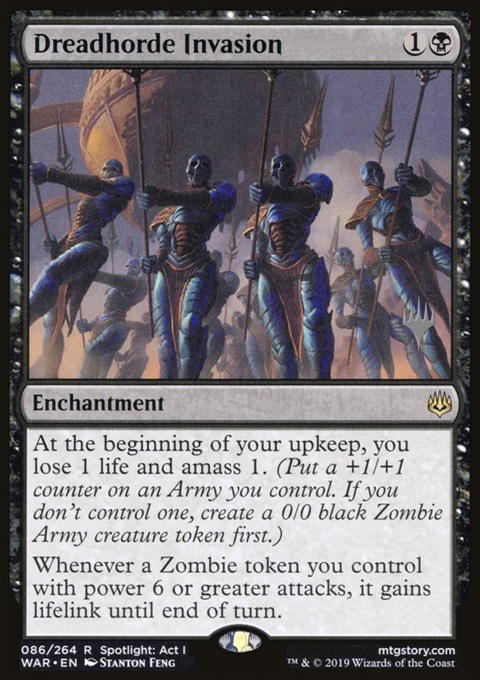 Dreadhorde Invasion 1
Enchantment
At the beginning of your upkeep, you
lose 1 life and amass 1. (Put a +1/+1
counter on an Army you control. If you
don't control one, create a 0/0 black Zombie
Army creature token first.)
Whenever a Zombie token you control
with power 6 or greater attacks, it gains
lifelink until end of turn.
086/264 R Spotlight: Act I
mtgstory.com
WAR • EN Stanton Feng
™ & © 2019 Wizards of the Coast